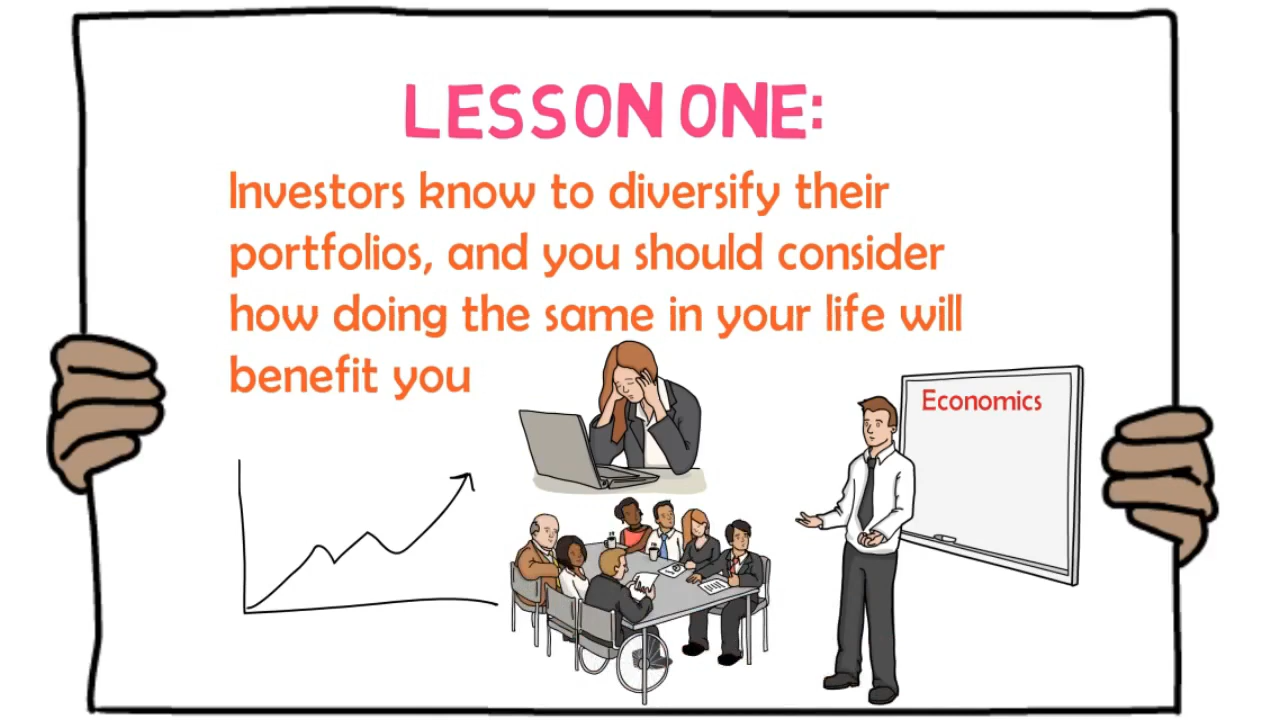 LESSON ONE:
Investors know to diversify their
portfolios, and you should consider
how doing the same in your life will
benefit you
Economics